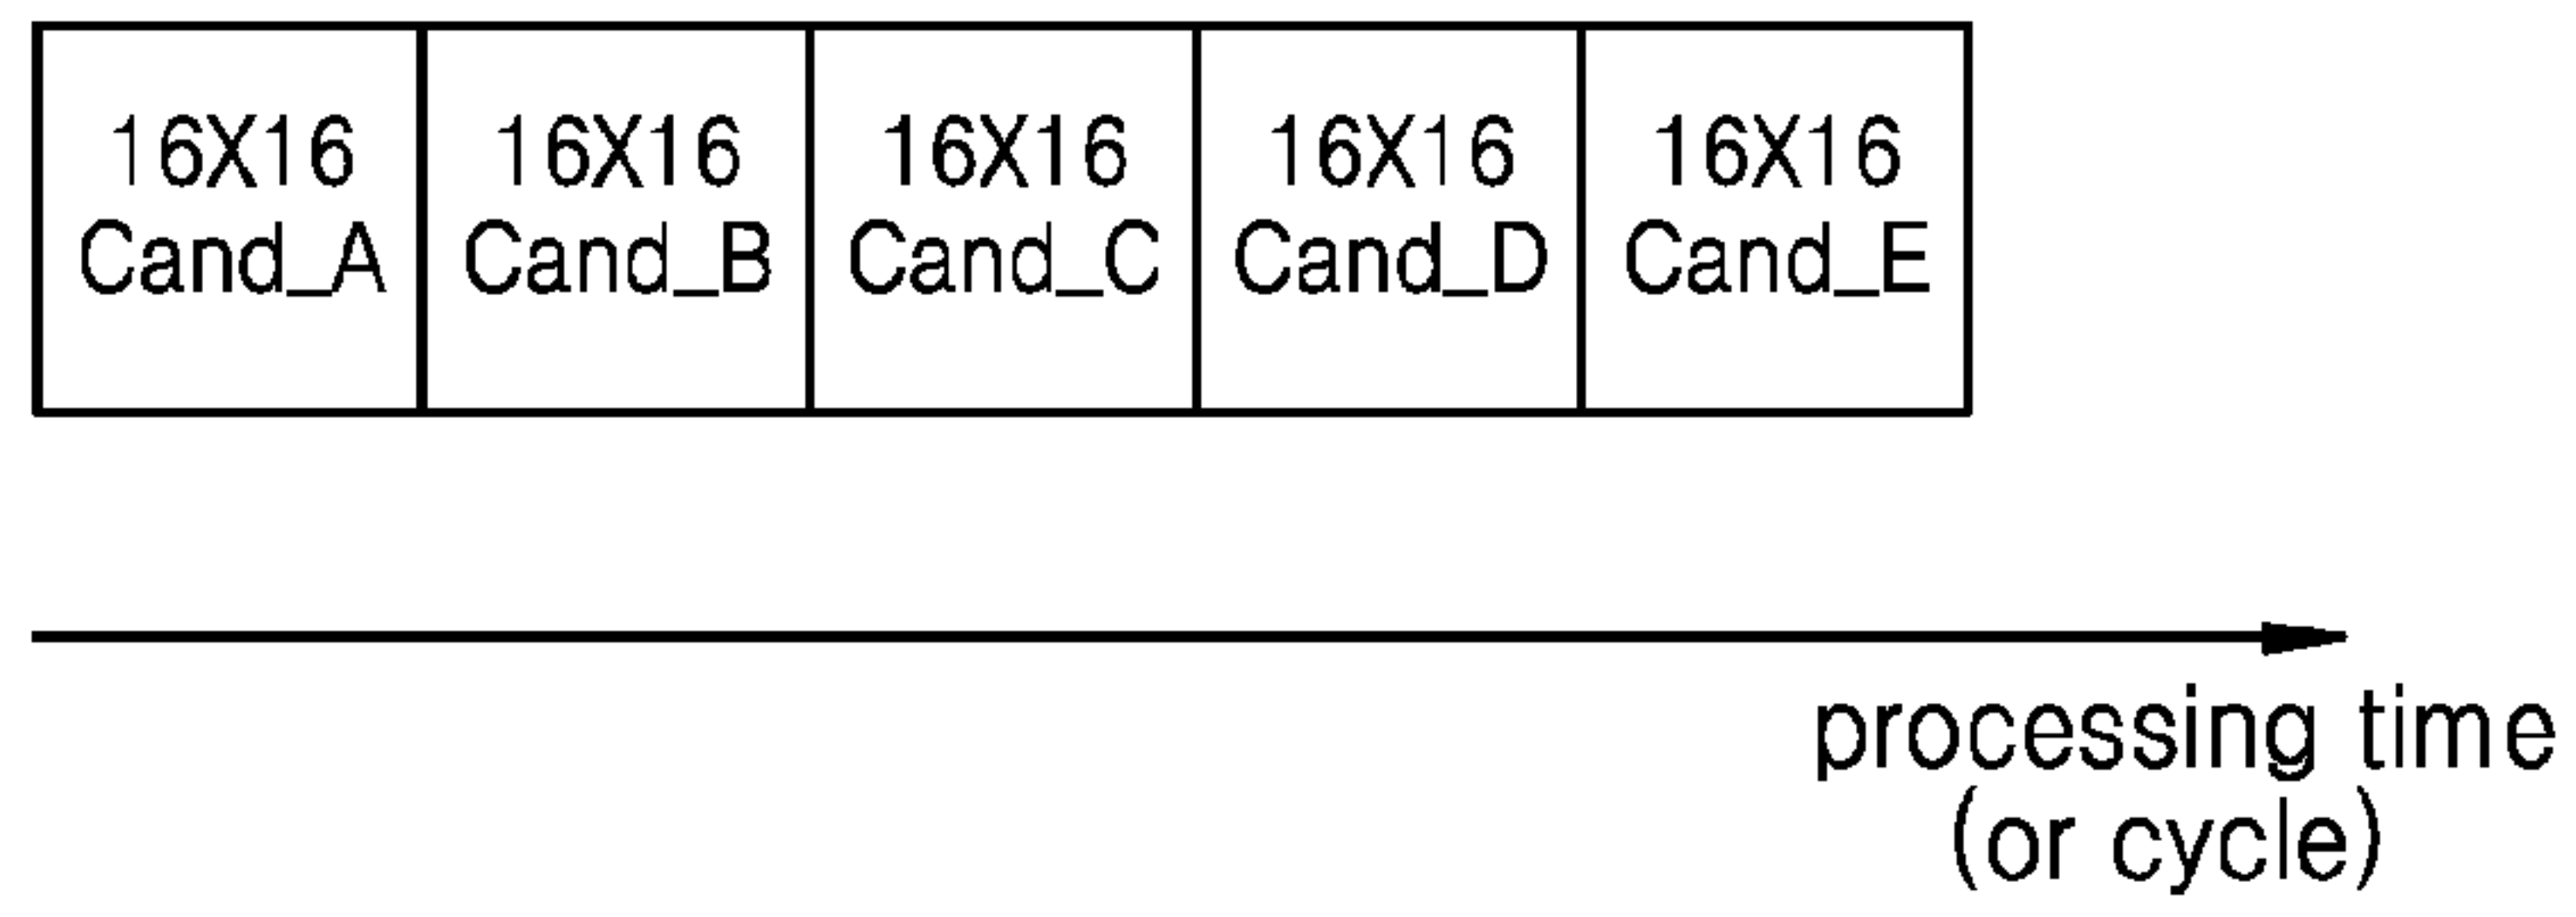 16X16 16X16 16X16 16X16 16X16
Cand_A Cand_B Cand_C Cand_D Cand_E
processing time
(or cycle)